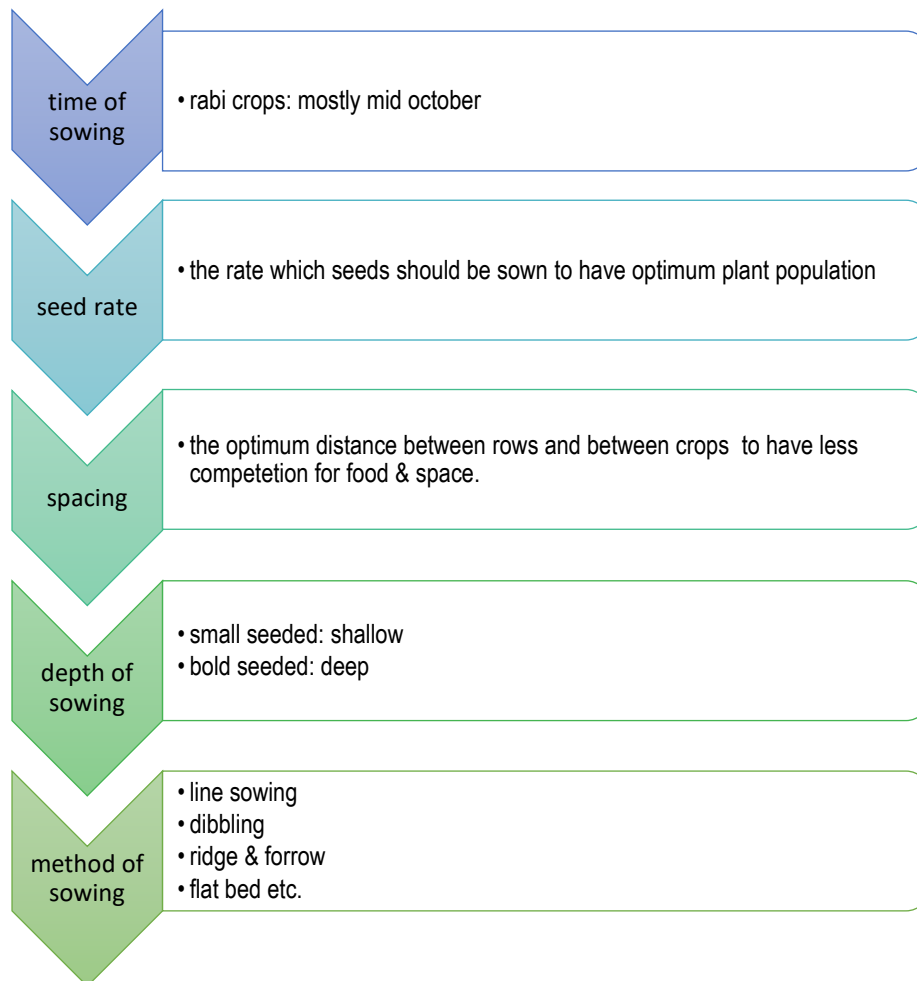 time of
sowing
• rabi crops: mostly mid october
seed rate
• the rate which seeds should be sown to have optimum plant population
spacing
• the optimum distance between rows and between crops to have less
competetion for food & space.
depth of
sowing
• small seeded: shallow
• bold seeded: deep
method of
sowing
• line sowing
• dibbling
• ridge & forrow
• flat bed etc.